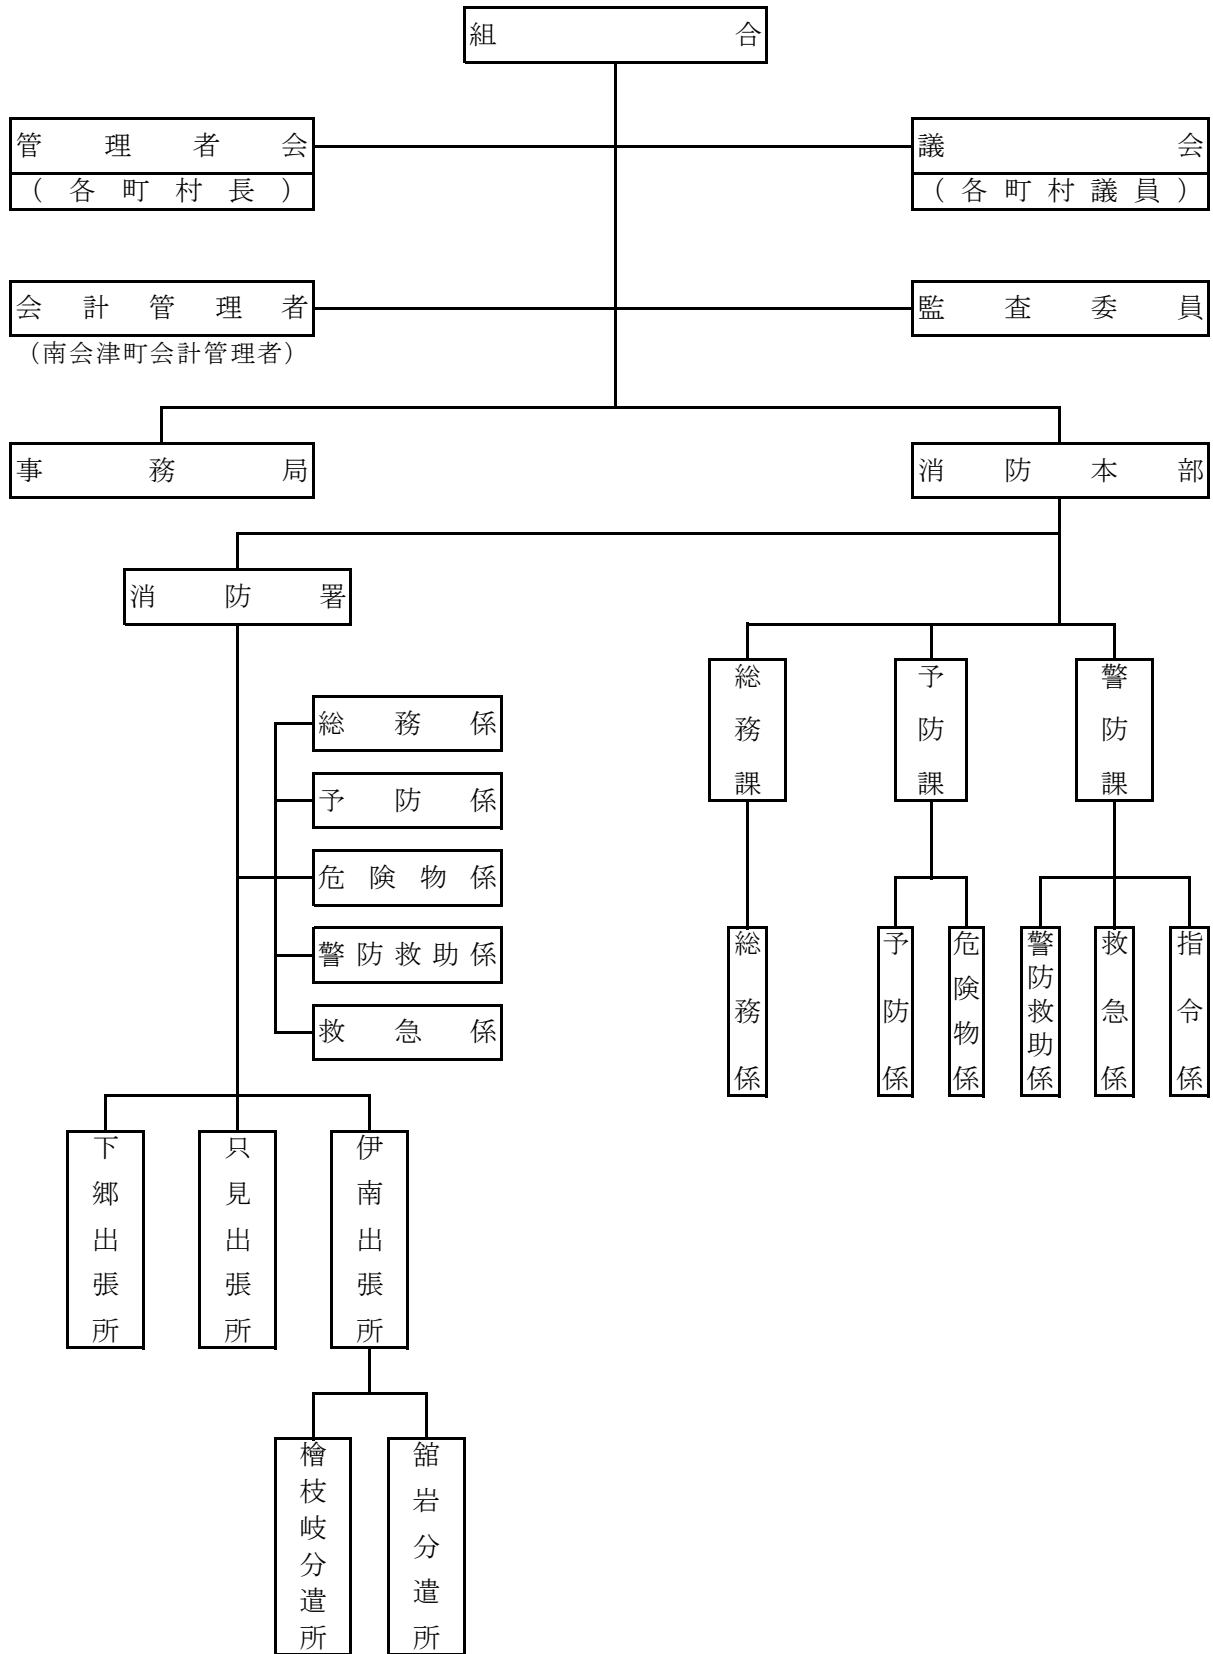 組合
管理者会
(各町村長)
議会
(各町村議員)
会計管理者
(南会津町会計管理者)
監査委員
事務局
消防本部
消防署
総務課
予防課
警防課
総務係
予防係
危険物係
警防救助係
救急係
総務係
予防係
危険物係
警防救助係
救急係
指令係
下郷出張所
只見出張所
伊南出張所
檜枝岐分遣所
舘岩分遣所